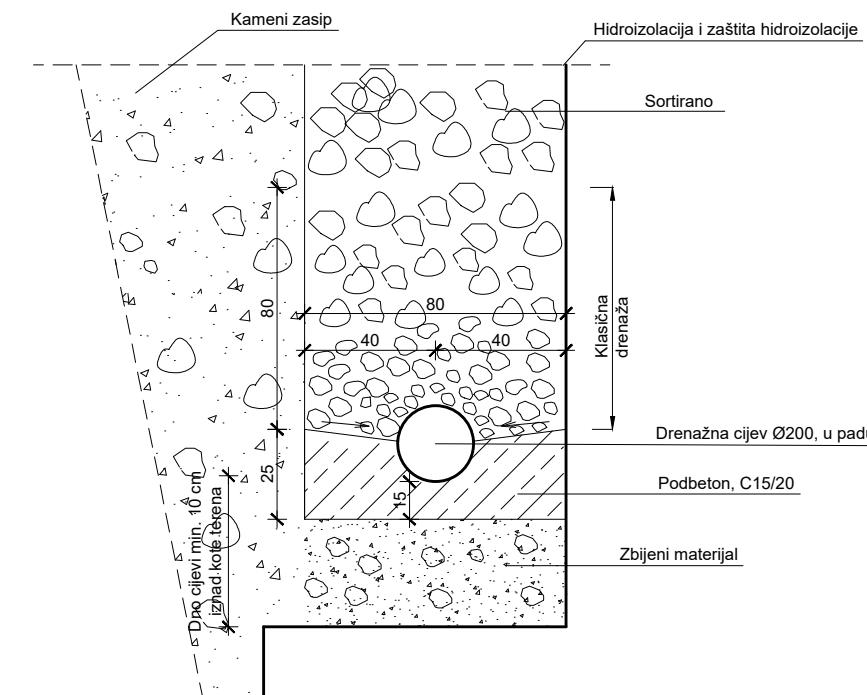 Kameni zasip
Hidroizolacija i zaštita hidroizolacije
Sortirano
80
80
40
40
Klasična
drenaža
Drenažna cijev Ø200, u padu
25
15
Podbeton, C15/20
Dno cijevi min. 10 cm
iznad kote terena
Zbijeni materijal